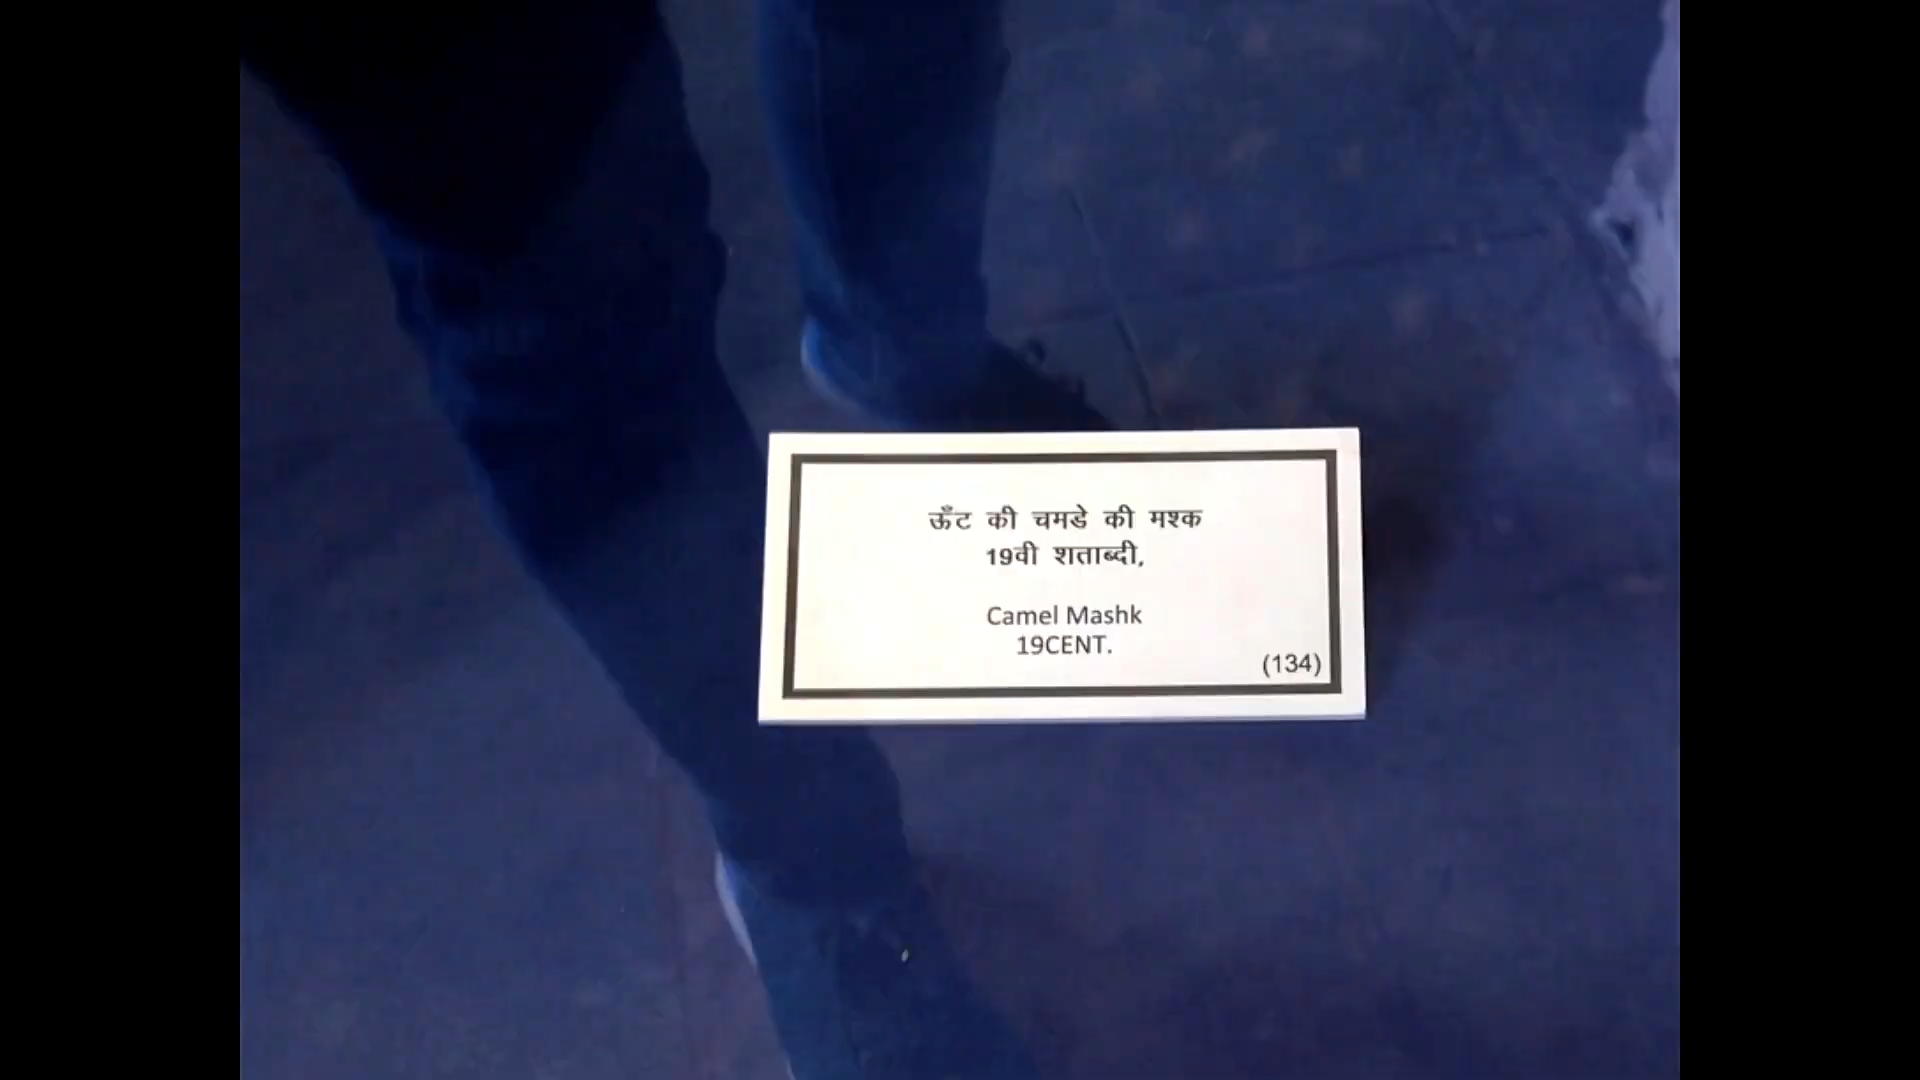 ऊँट की चमडे की मश्क
19वी शताब्दी,
Camel Mashk
19CENT.
(134)